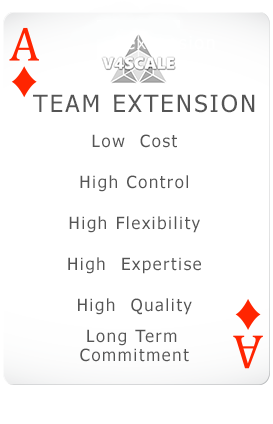 A
V4SCALE
TEAM EXTENSION
Low Cost
High Control
High Flexibility
High Expertise
High Quality
Long Term
Commitment
A